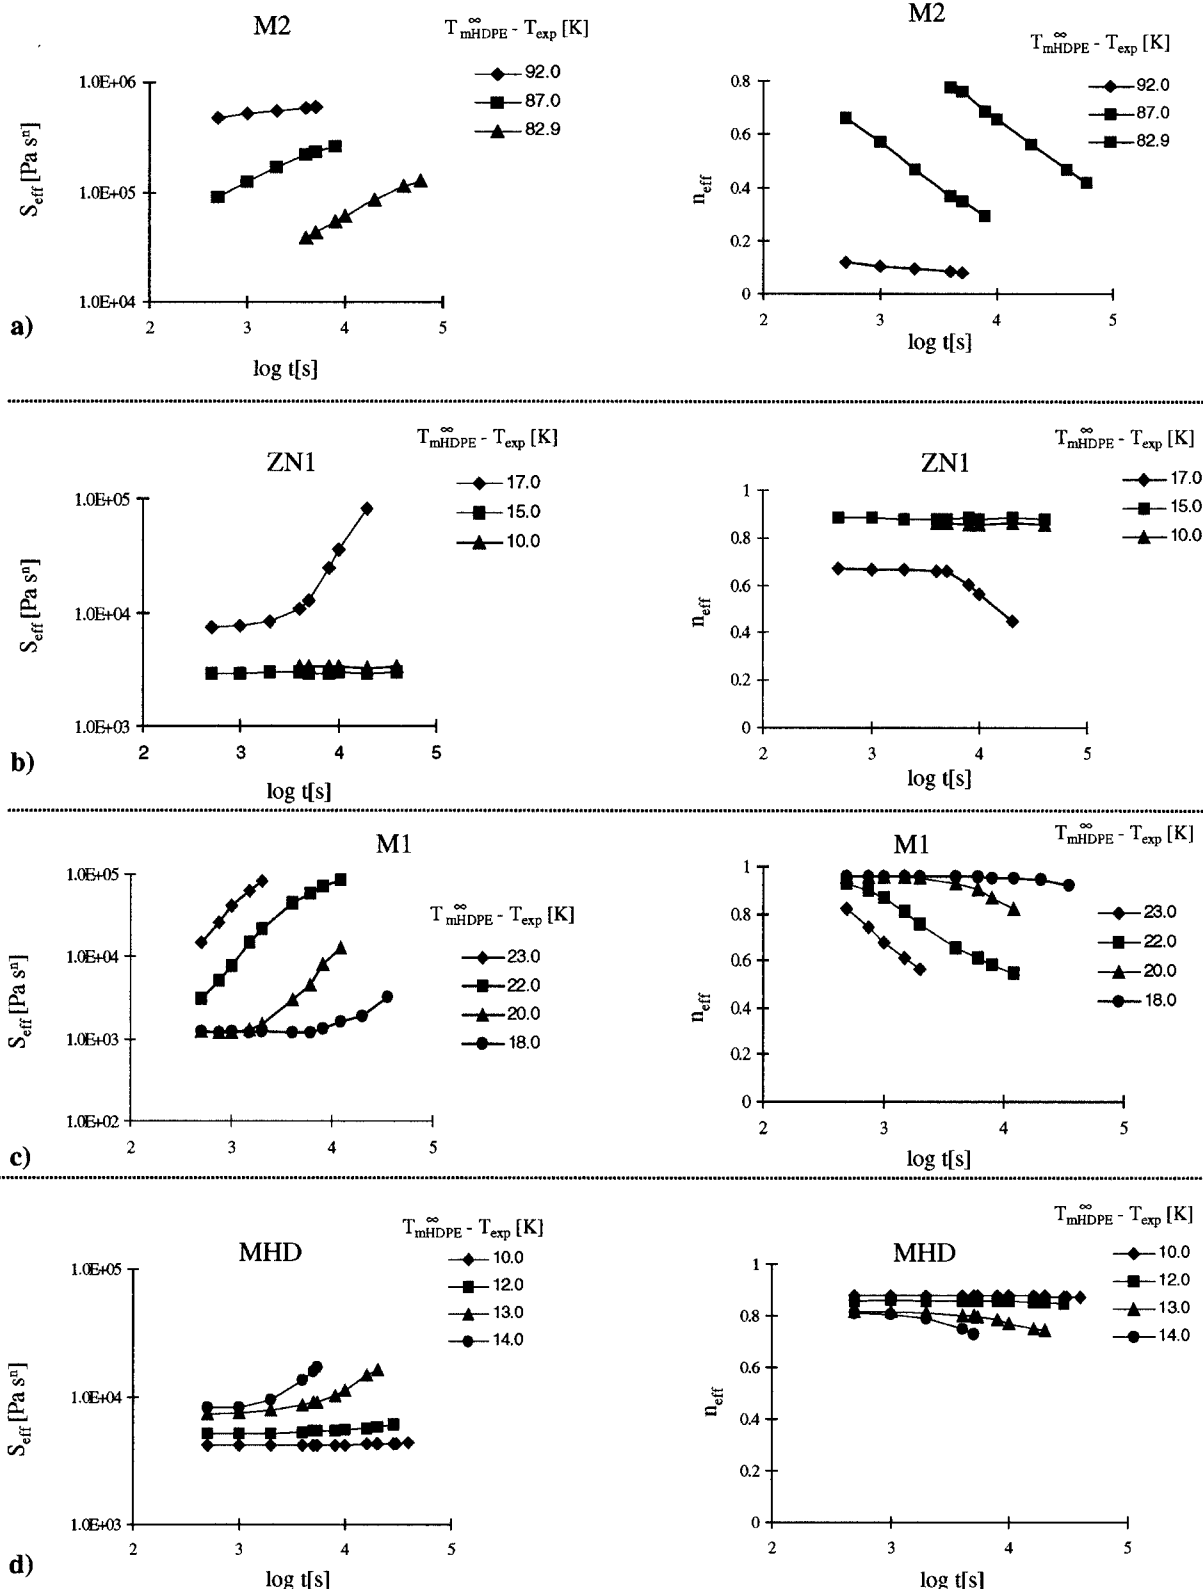 M2
T∞mHDPE - Texp [K]
92.0
87.0
82.9
1.0E+06
1.0E+05
1.0E+04
Seff [Pa sⁿ]
2 3 4 5
log t[s]
a)
M2
T∞mHDPE - Texp [K]
92.0
87.0
82.9
0.8
0.6
0.4
0.2
0
neff
2 3 4 5
log t[s]
ZN1
T∞mHDPE - Texp [K]
17.0
15.0
10.0
1.0E+05
1.0E+04
1.0E+03
Seff [Pa sⁿ]
2 3 4 5
log t[s]
b)
ZN1
T∞mHDPE - Texp [K]
17.0
15.0
10.0
1
0.8
0.6
0.4
0.2
0
neff
2 3 4 5
log t[s]
M1
T∞mHDPE - Texp [K]
23.0
22.0
20.0
18.0
1.0E+05
1.0E+04
1.0E+03
1.0E+02
Seff [Pa sⁿ]
2 3 4 5
c)
M1
T∞mHDPE - Texp [K]
23.0
22.0
20.0
18.0
1
0.8
0.6
0.4
0.2
0
neff
2 3 4 5
log t[s]
MHD
T∞mHDPE - Texp [K]
10.0
12.0
13.0
14.0
1.0E+05
1.0E+04
1.0E+03
Seff [Pa sⁿ]
2 3 4 5
log t[s]
d)
MHD
T∞mHDPE - Texp [K]
10.0
12.0
13.0
14.0
1
0.8
0.6
0.4
0.2
0
neff
2 3 4 5
log t[s]